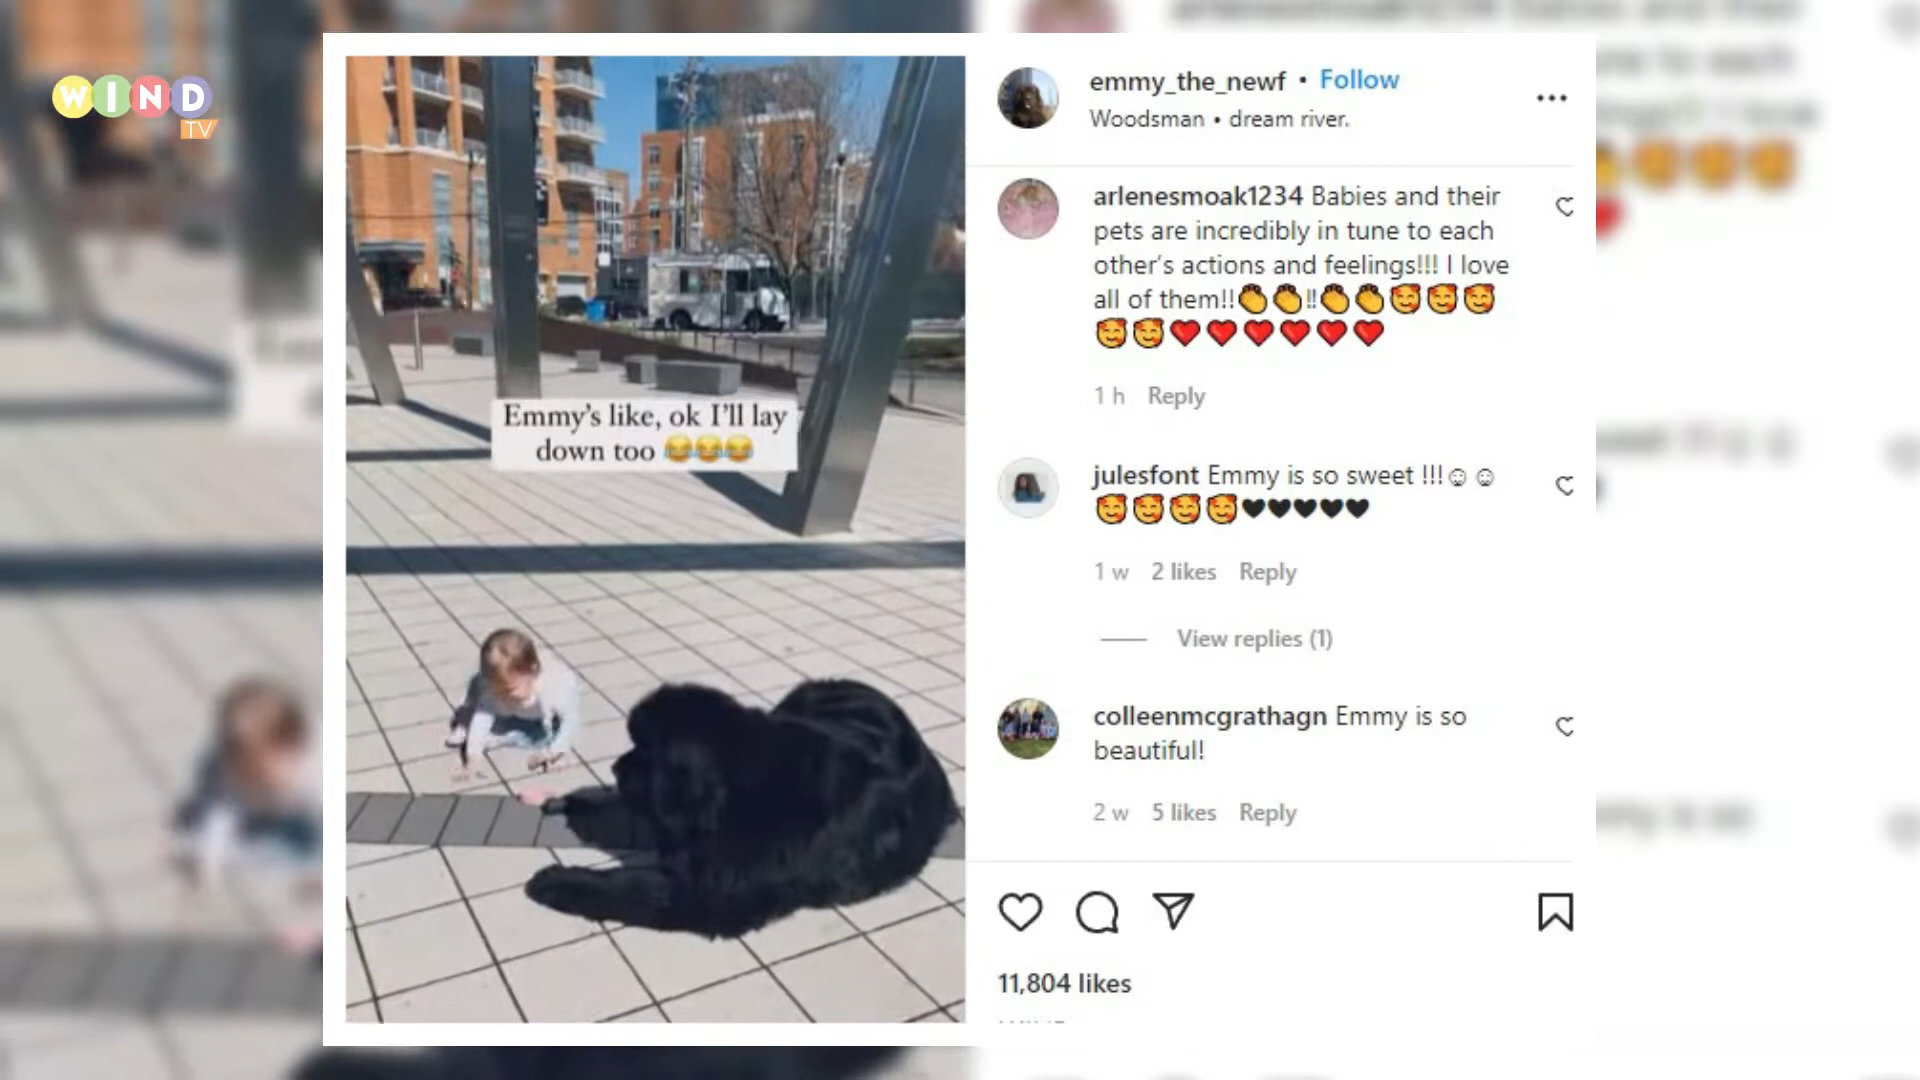 WIND
TV
Emmy's like, ok I'll lay
down too 😂😂😂
emmy_the_newf • Follow
Woodsman • dream river.
arlenesmoak1234 Babies and their
pets are incredibly in tune to each
other's actions and feelings!!! I love
all of them!!👏👏!!👏👏🥰🥰🥰
🥰🥰❤❤❤❤❤❤
1 h Reply
julesfont Emmy is so sweet !!!☺☺
🥰🥰🥰🥰🖤🖤🖤🖤🖤
1 w 2 likes Reply
View replies (1)
colleenmcgrathagn Emmy is so
beautiful!
2 w 5 likes Reply
11,804 likes